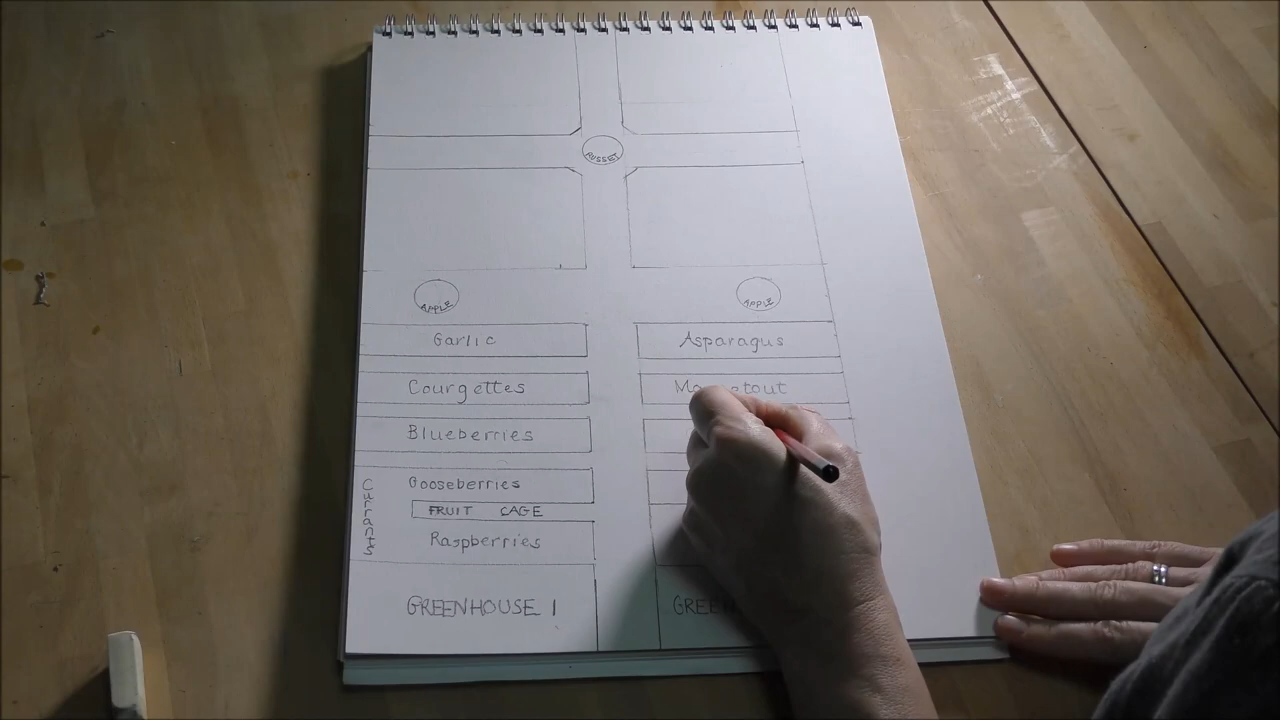 RUSSET
APPLE
APPLE
Garlic
Asparagus
Courgettes
Blueberries
Currants
Gooseberries
FRUIT CAGE
Raspberries
GREENHOUSE 1